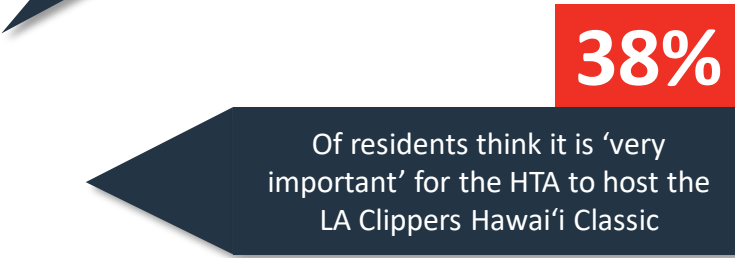 38%
Of residents think it is ‘very
important’ for the HTA to host the
LA Clippers Hawai‘i Classic